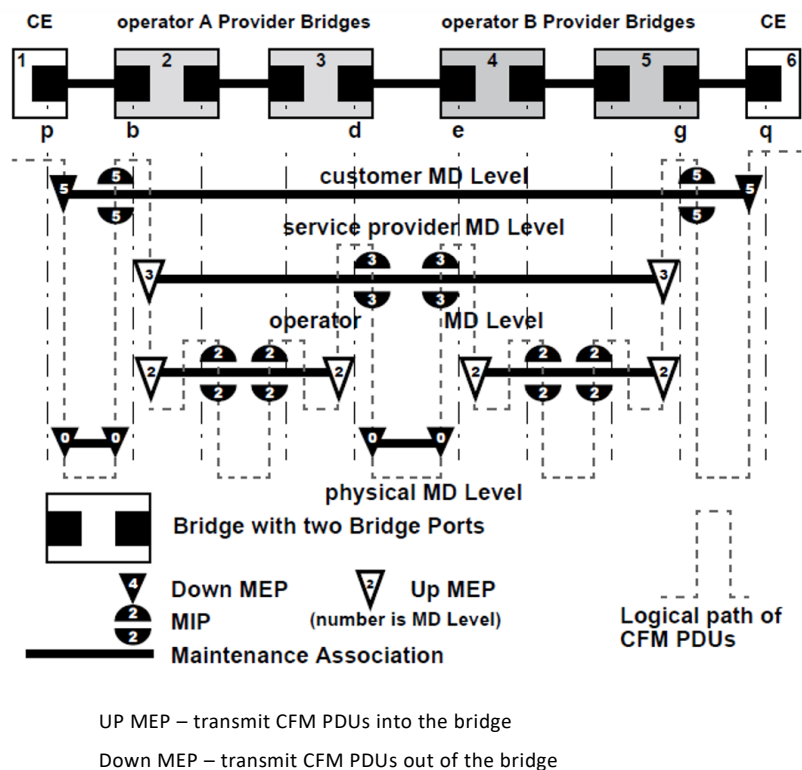 CE operator A Provider Bridges operator B Provider Bridges CE
1 2 3 4 5 6
p b d e g q
5 5
customer MD Level
5 5
5 5
service provider MD Level
3 3
3 3
3 3
operator MD Level
2 2 2 2
2 2 2 2
2 2 2 2
0 0 0 0
physical MD Level
Bridge with two Bridge Ports
4 Down MEP 2 Up MEP
2 MIP (number is MD Level)
2
Logical path of
CFM PDUs
Maintenance Association
UP MEP – transmit CFM PDUs into the bridge
Down MEP – transmit CFM PDUs out of the bridge